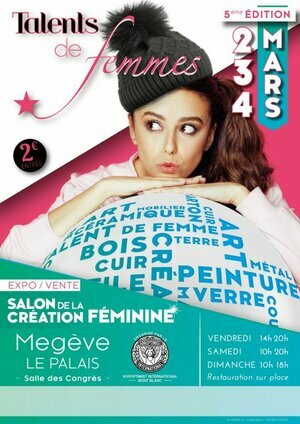 Talents
de
femmes
5ème ÉDITION
2 3 4
MARS
2€
ENTRÉE
ART
MOBILIER
CÉRAMIQUE
CUIR
TALENT DE FEMMES
BOIS
TERRE
CUIR
ART
MÉTAL
PEINTURE
VERRE
EXPO / VENTE
SALON DE LA
CRÉATION FÉMININE
Megève
LE PALAIS
- Salle des Congrès -
SOROPTIMIST INTERNATIONAL
MONT BLANC
VENDREDI 14h 20h
SAMEDI 10h 20h
DIMANCHE 10h 18h
Restauration sur place